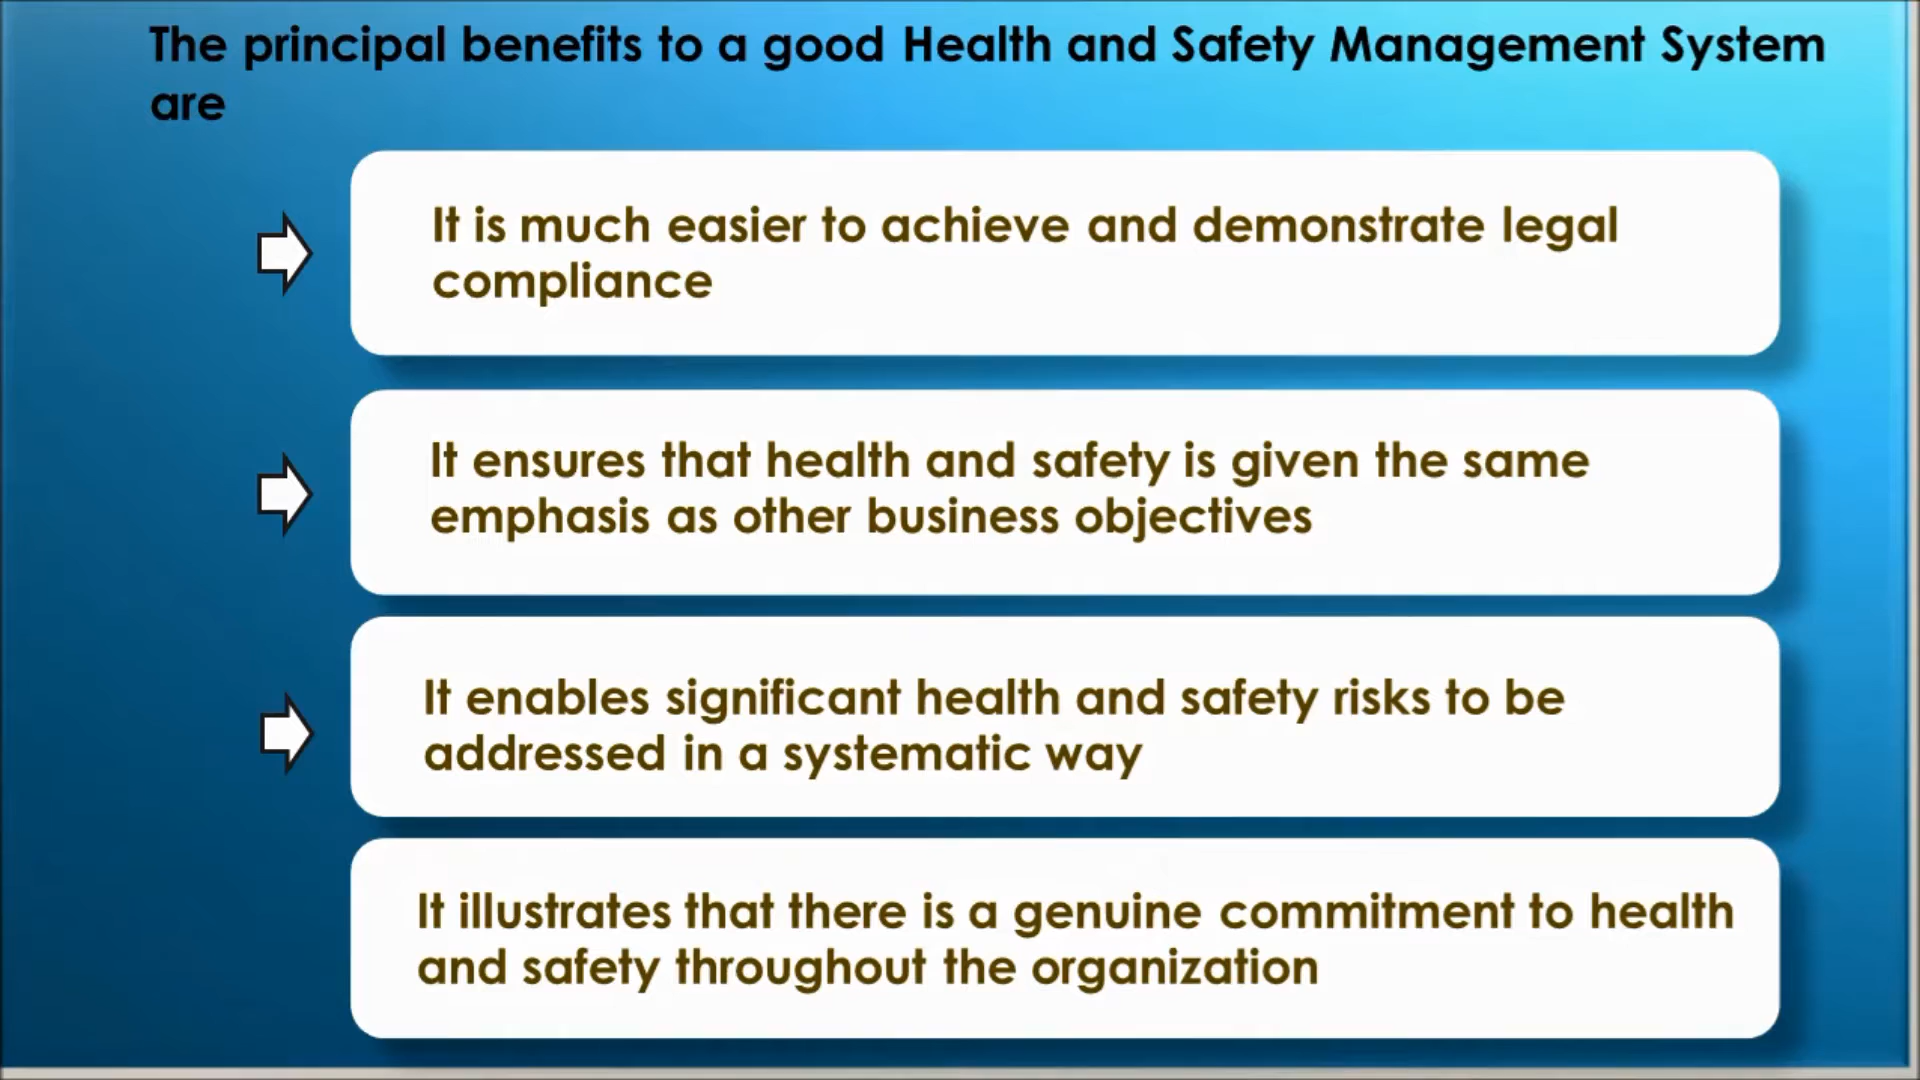 The principal benefits to a good Health and Safety Management System
are
It is much easier to achieve and demonstrate legal
compliance
It ensures that health and safety is given the same
emphasis as other business objectives
It enables significant health and safety risks to be
addressed in a systematic way
It illustrates that there is a genuine commitment to health
and safety throughout the organization